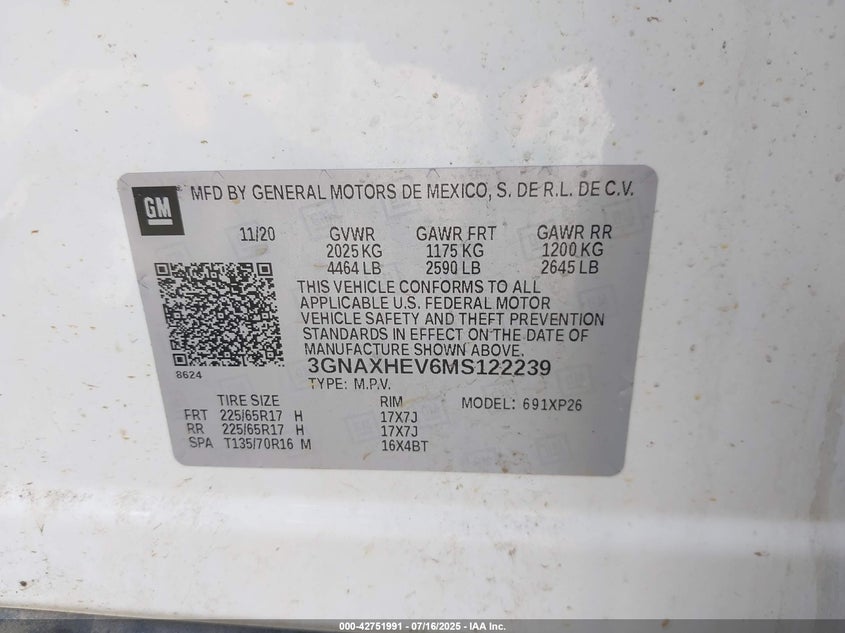 GM
MFD BY GENERAL MOTORS DE MEXICO, S. DE R.L. DE C.V.
11/20 GVWR GAWR FRT GAWR RR
2025 KG 1175 KG 1200 KG
4464 LB 2590 LB 2645 LB
THIS VEHICLE CONFORMS TO ALL
APPLICABLE U.S. FEDERAL MOTOR
VEHICLE SAFETY AND THEFT PREVENTION
STANDARDS IN EFFECT ON THE DATE OF
MANUFACTURE SHOWN ABOVE.
3GNAXHEV6MS122239
8624
TYPE: M.P.V.
TIRE SIZE RIM MODEL: 691XP26
FRT 225/65R17 H 17X7J
RR 225/65R17 H 17X7J
SPA T135/70R16 M 16X4BT
000-42751991 - 07/16/2025 - IAA Inc.